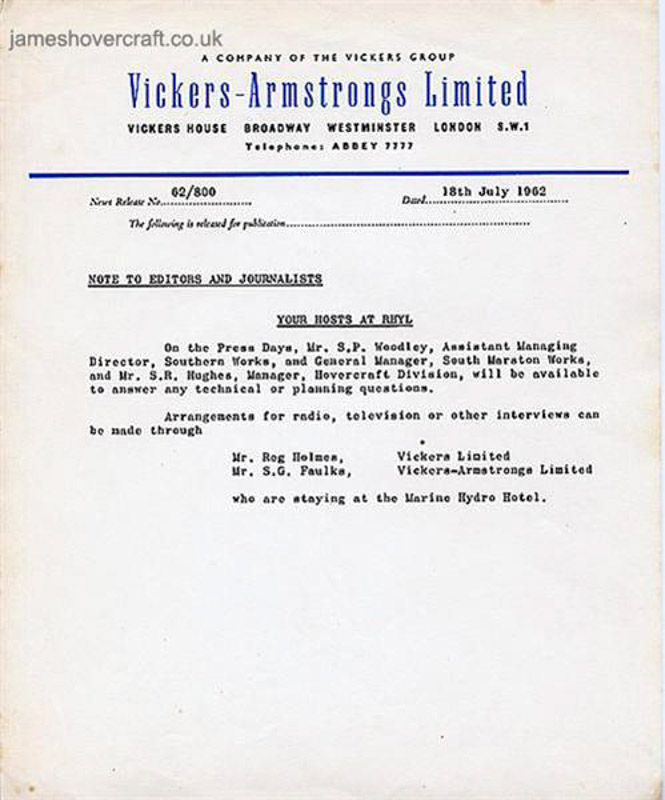 jameshovercraft.co.uk
A COMPANY OF THE VICKERS GROUP
Vickers-Armstrongs Limited
VICKERS HOUSE BROADWAY WESTMINSTER LONDON S.W.1
Telephone: ABBEY 7777
News Release No. 62/800 Dated 18th July 1962
The following is released for publication
NOTE TO EDITORS AND JOURNALISTS
YOUR HOSTS AT RHYL
On the Press Days, Mr. S.P. Woodley, Assistant Managing
Director, Southern Works, and General Manager, South Marston Works,
and Mr. S.R. Hughes, Manager, Hovercraft Division, will be available
to answer any technical or planning questions.
Arrangements for radio, television or other interviews can
be made through
Mr. Reg Holmes, Vickers Limited
Mr. S.G. Faulks, Vickers-Armstrongs Limited
who are staying at the Marine Hydro Hotel.